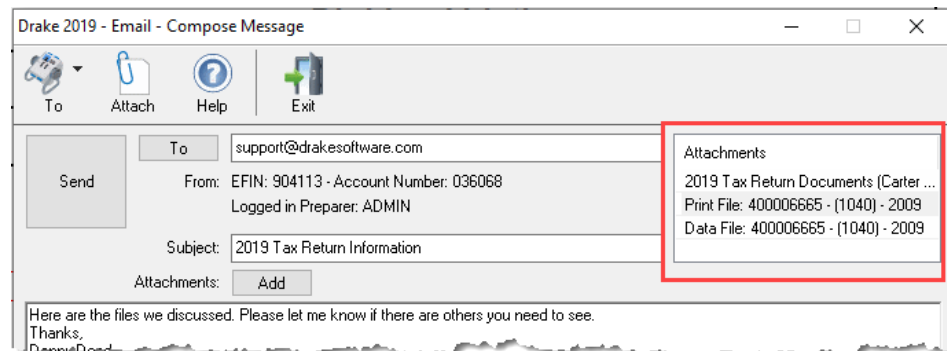 Drake 2019 - Email - Compose Message
To Attach Help Exit
Send
To support@drakesoftware.com
From: EFIN: 904113 - Account Number: 036068
Logged in Preparer: ADMIN
Subject: 2019 Tax Return Information
Attachments: Add
Attachments
2019 Tax Return Documents (Carter ...
Print File: 400006665 - (1040) - 2009
Data File: 400006665 - (1040) - 2009
Here are the files we discussed. Please let me know if there are others you need to see.
Thanks,